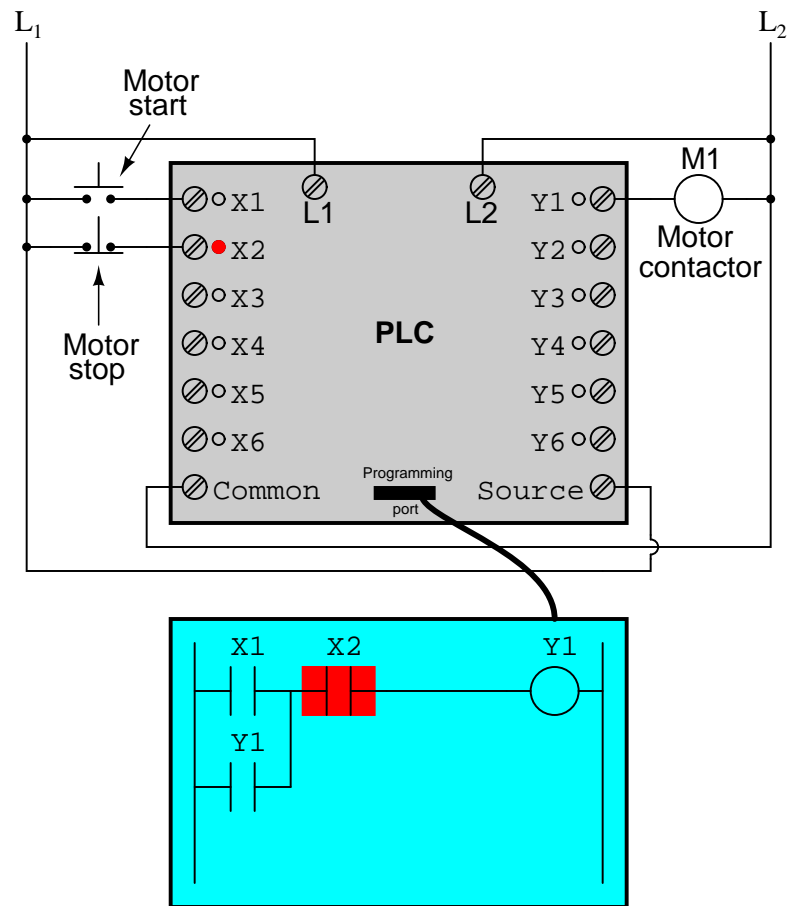 L1 L2
Motor
start
M1
X1 L1 L2 Y1
Motor
contactor
X2 Y2
X3 Y3
Motor
stop
X4 PLC Y4
X5 Y5
X6 Y6
Programming
port
Common Source
X1 X2 Y1
Y1